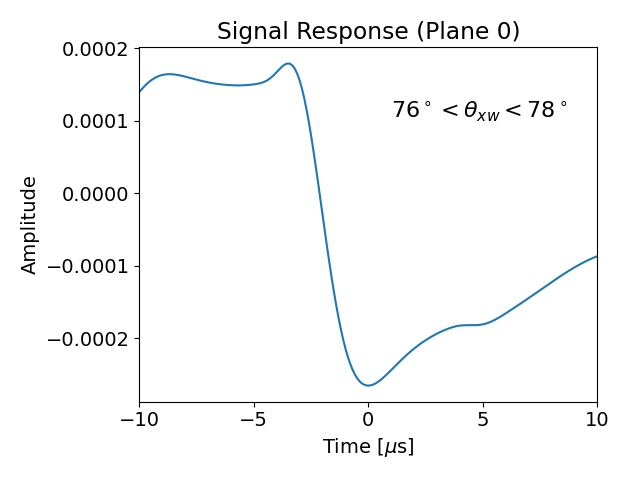 Signal Response (Plane 0)
0.0002
0.0001
0.0000
−0.0001
−0.0002
Amplitude
76° < θxw < 78°
−10
−5
0
5
10
Time [μs]